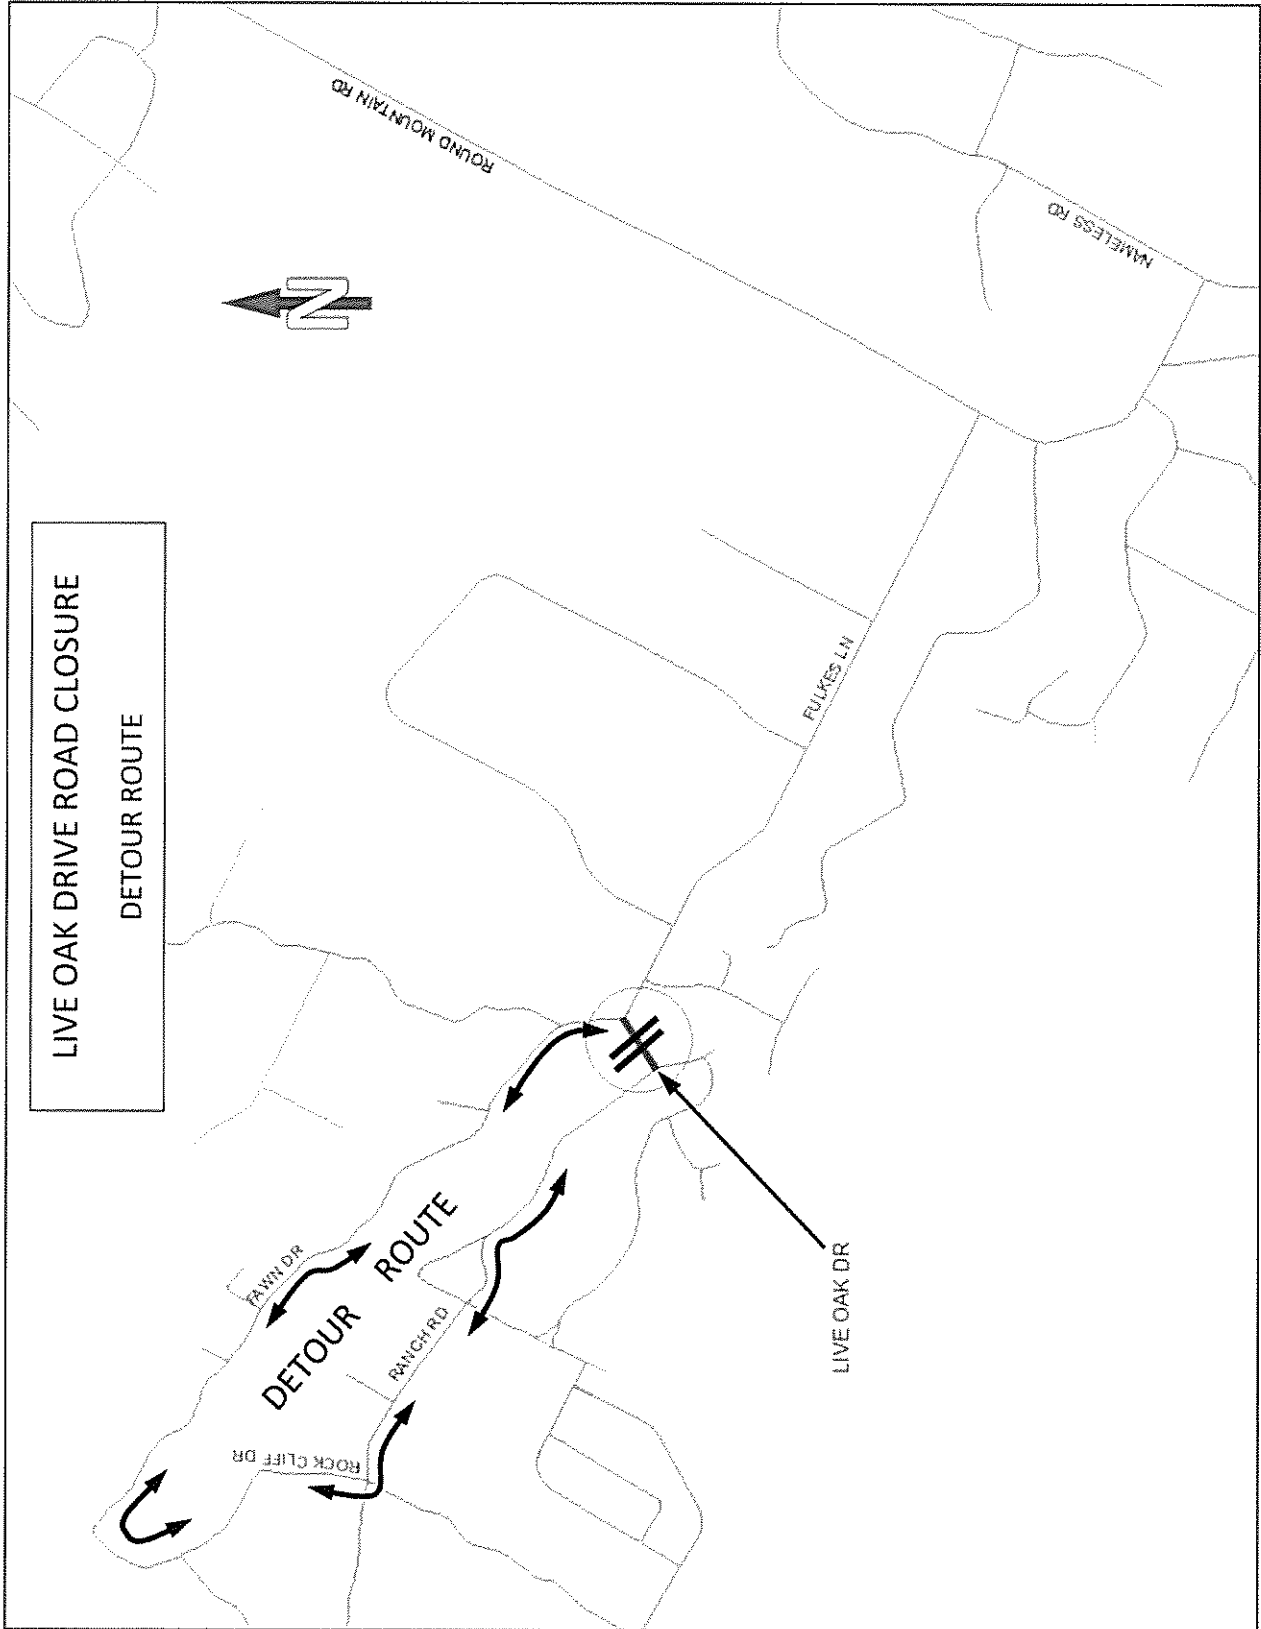 LIVE OAK DRIVE ROAD CLOSURE
DETOUR ROUTE
ROUND MOUNTAIN RD
NAMELESS RD
N
FULKES LN
FAWN DR
DETOUR ROUTE
RANCH RD
ROCK CLIFF DR
LIVE OAK DR